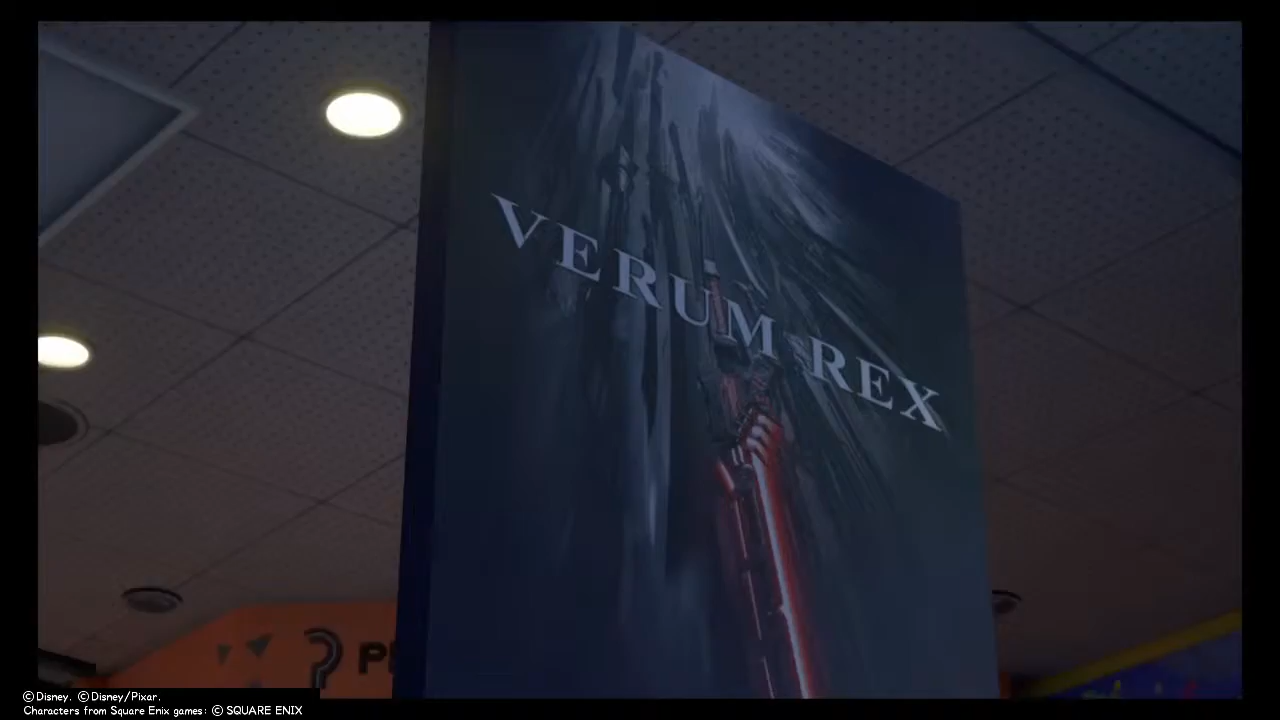 VERUM REX
P
©Disney. ©Disney/Pixar.
Characters from Square Enix games: © SQUARE ENIX